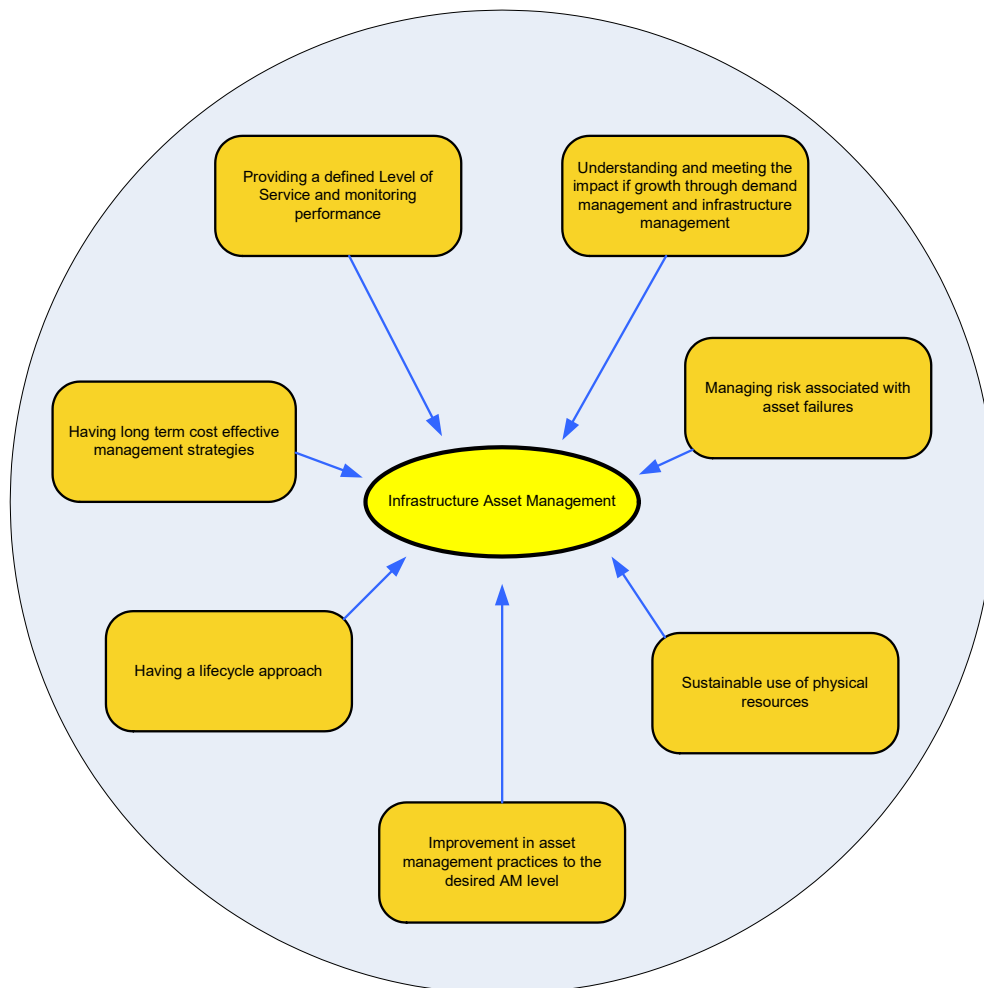 Providing a defined Level of
Service and monitoring
performance
Understanding and meeting the
impact if growth through demand
management and infrastructure
management
Managing risk associated with
asset failures
Having long term cost effective
management strategies
Infrastructure Asset Management
Having a lifecycle approach
Sustainable use of physical
resources
Improvement in asset
management practices to the
desired AM level